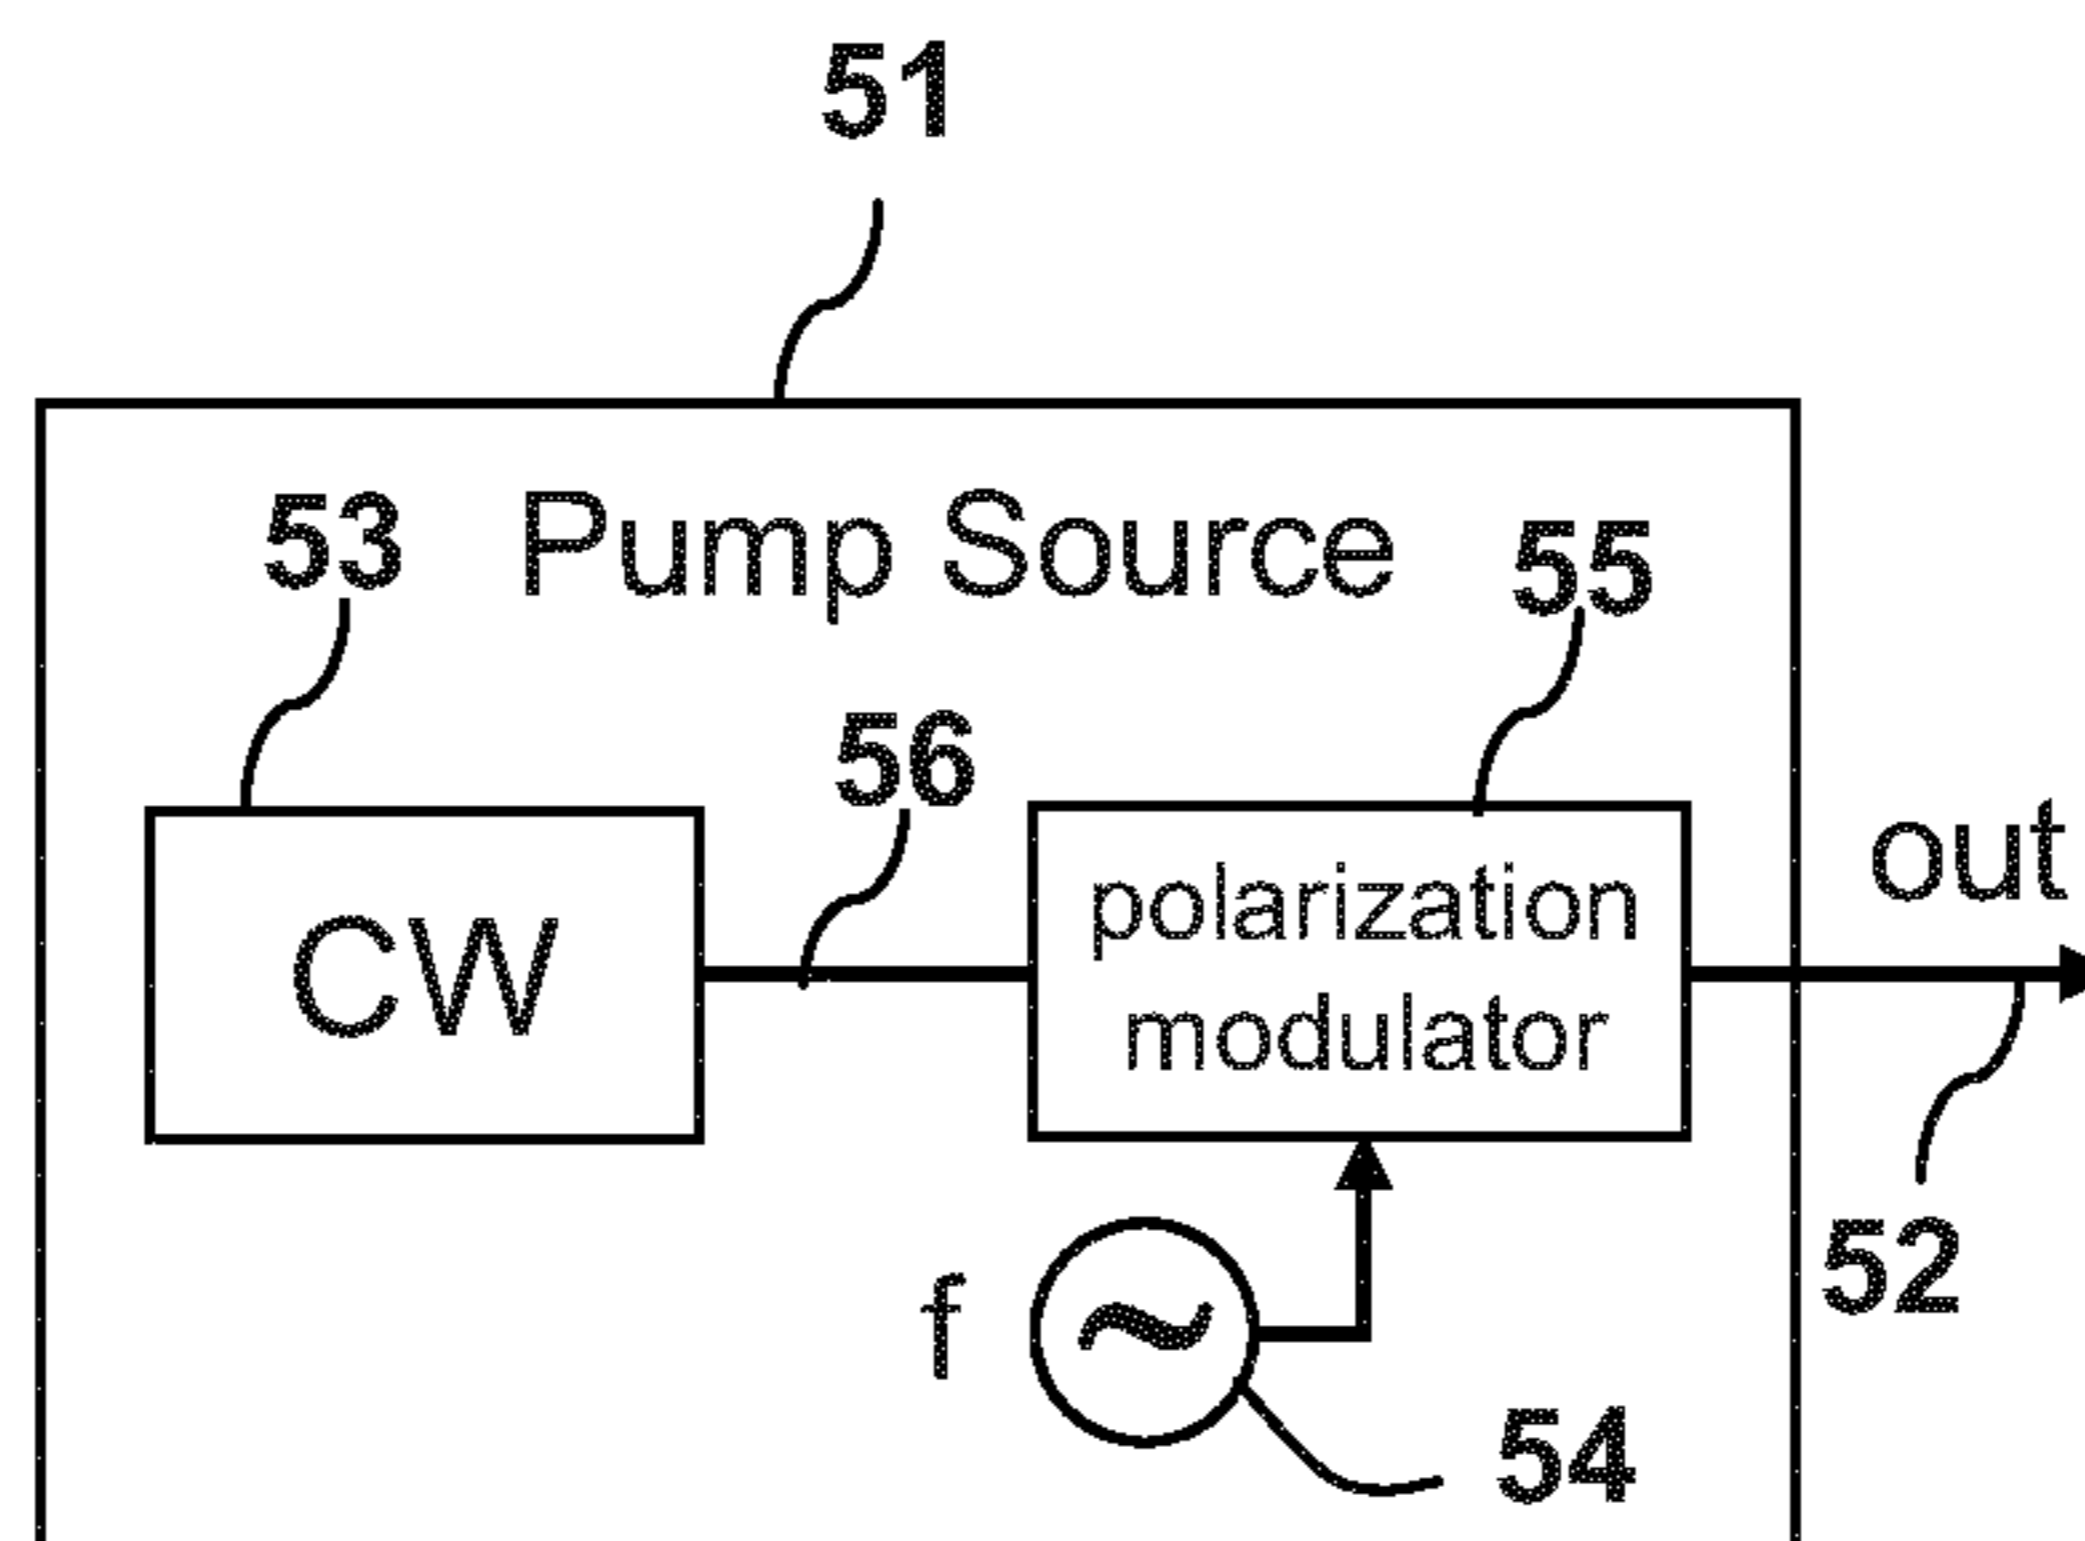 51
53 Pump Source 55
56
CW
polarization
modulator
out
f
~
52
54